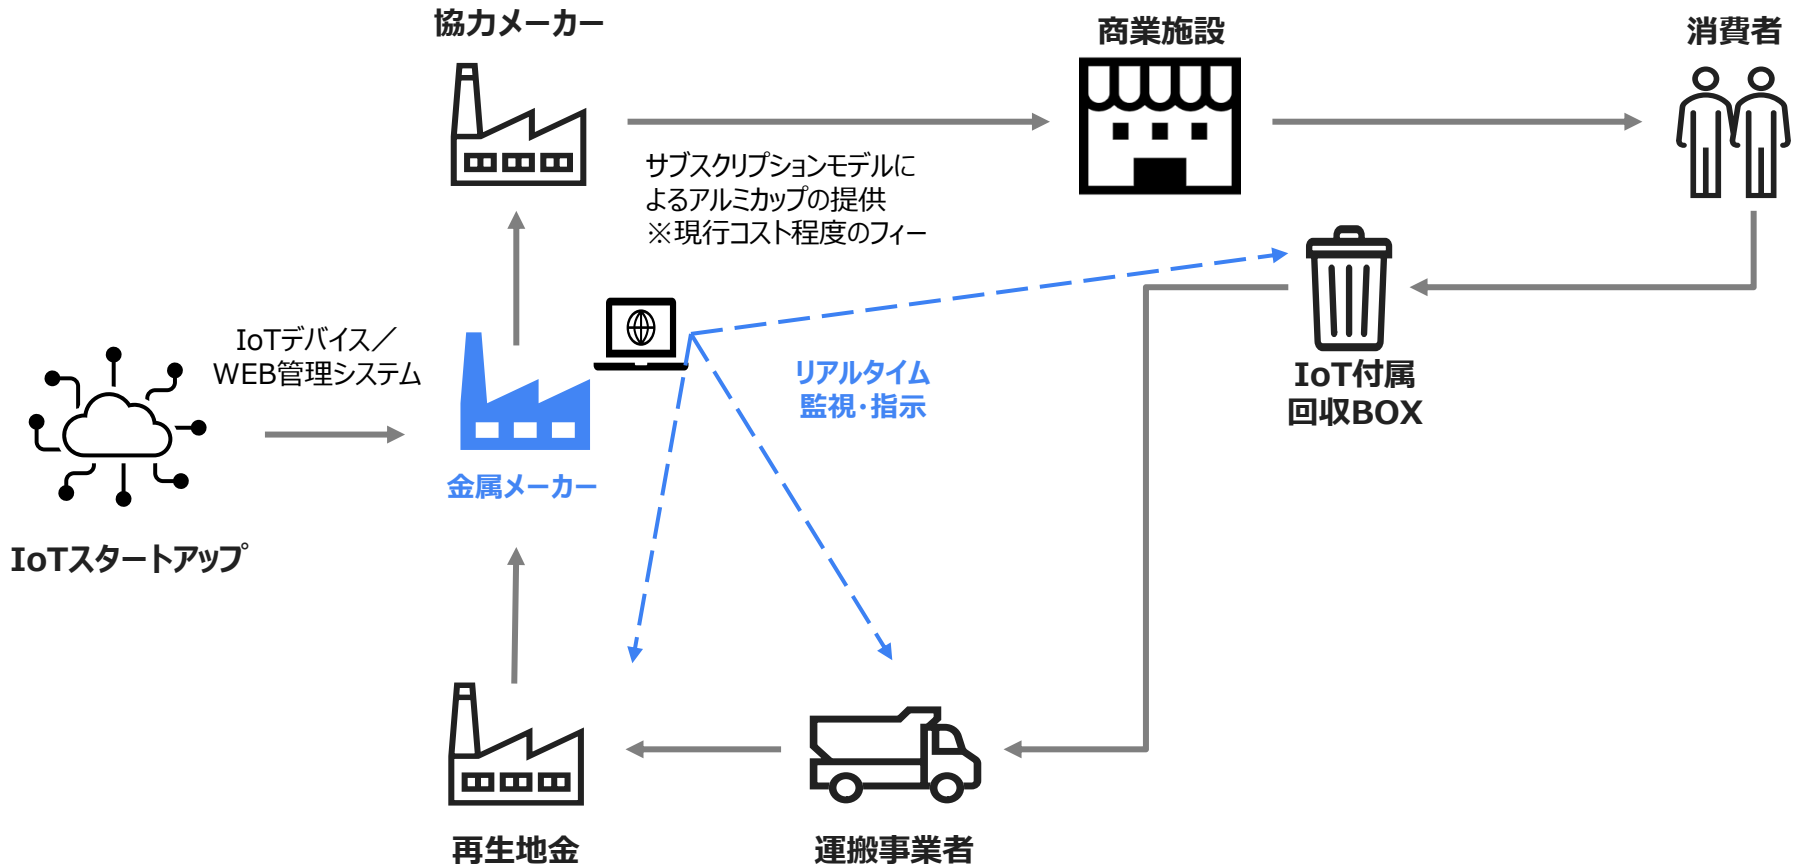 協力メーカー
商業施設
消費者
サブスクリプションモデルに
よるアルミカップの提供
※現行コスト程度のフィー
IoTデバイス／
WEB管理システム
リアルタイム
監視・指示
IoT付属
回収BOX
金属メーカー
IoTスタートアップ
再生地金
運搬事業者